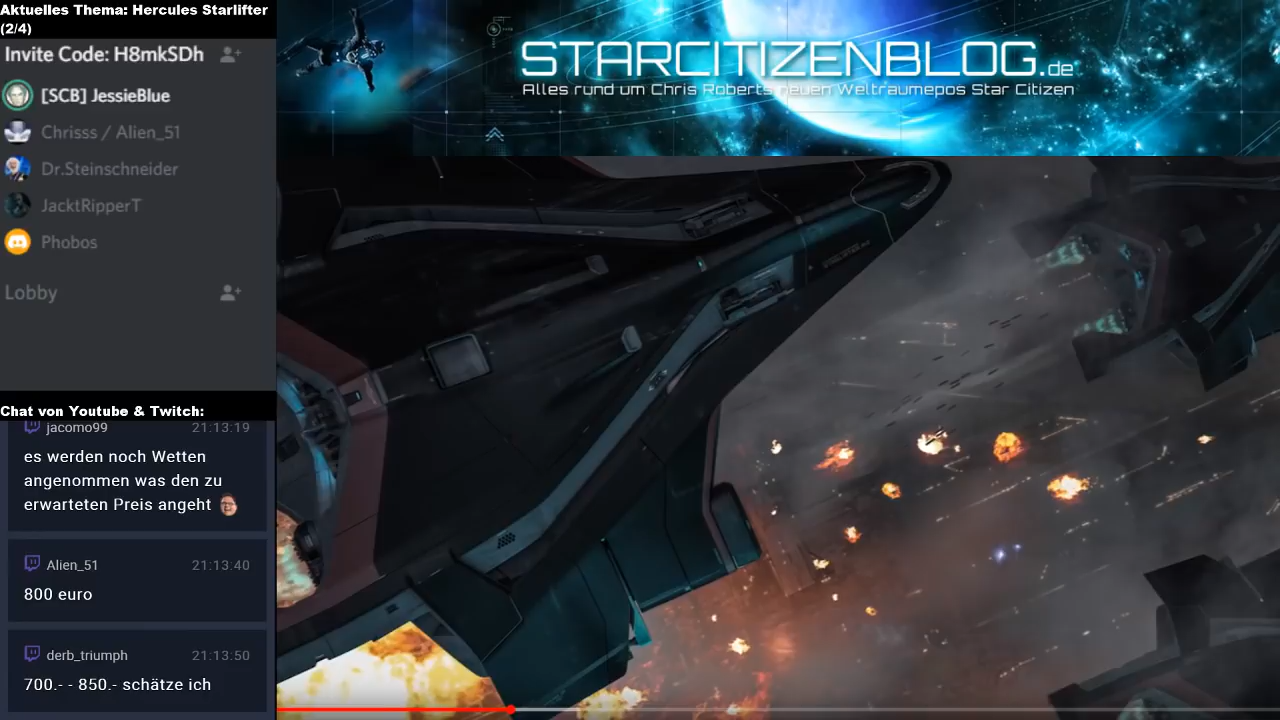 Aktuelles Thema: Hercules Starlifter
(2/4)
Invite Code: H8mkSDh
[SCB] JessieBlue
Chrisss / Alien_51
Dr.Steinschneider
JacktRipperT
Phobos
Lobby
Chat von Youtube & Twitch:
jacomo99 21:13:19
es werden noch Wetten
angenommen was den zu
erwarteten Preis angeht
Alien_51 21:13:40
800 euro
derb_triumph 21:13:50
700.- - 850.- schätze ich
STARCITIZENBLOG.de
Alles rund um Chris Roberts neuen Weltraumepos Star Citizen